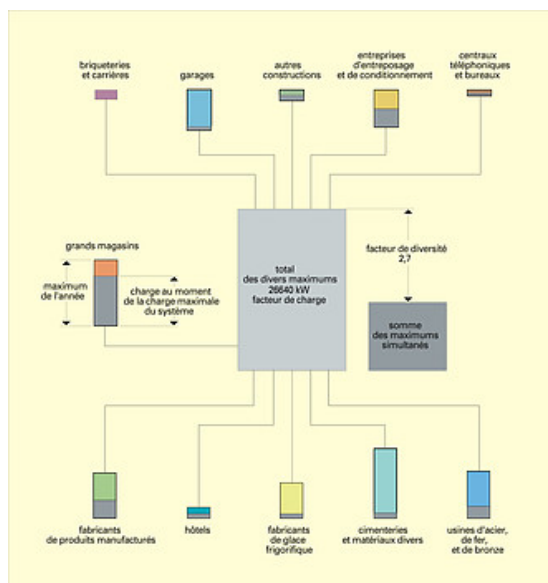 briqueteries
et carrières
garages
autres
constructions
entreprises
d'entreposage
et de conditionnement
centraux
téléphoniques
et bureaux
grands magasins
maximum
de l'année
charge au moment
de la charge maximale
du système
total
des divers maximums
26640 kW
facteur de charge
facteur de diversité
2,7
somme
des maximums
simultanés
fabricants
de produits manufacturés
hôtels
fabricants
de glace
frigorifique
cimenteries
et matériaux divers
usines d'acier,
de fer,
et de bronze